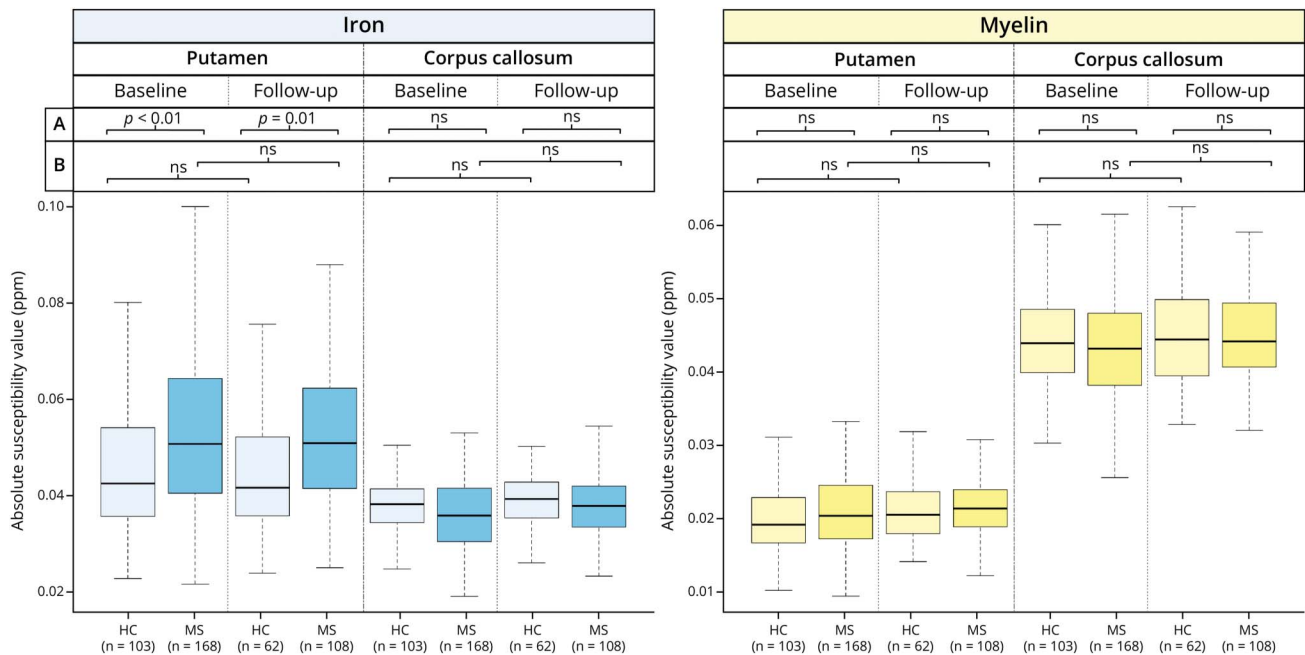 Iron
Putamen Corpus callosum
Baseline Follow-up Baseline Follow-up
A p < 0.01 p = 0.01 ns ns
B ns ns ns ns
Absolute susceptibility value (ppm)
0.10
0.08
0.06
0.04
0.02
HC MS HC MS HC MS HC MS
(n = 103) (n = 168) (n = 62) (n = 108) (n = 103) (n = 168) (n = 62) (n = 108)
Myelin
Putamen Corpus callosum
Baseline Follow-up Baseline Follow-up
ns ns ns ns
ns ns ns ns
Absolute susceptibility value (ppm)
0.06
0.05
0.04
0.03
0.02
0.01
HC MS HC MS HC MS HC MS
(n = 103) (n = 168) (n = 62) (n = 108) (n = 103) (n = 168) (n = 62) (n = 108)